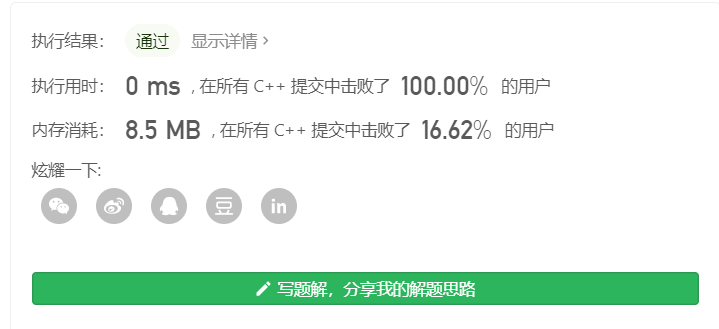 执行结果： 通过 显示详情 >
执行用时： 0 ms , 在所有 C++ 提交中击败了 100.00% 的用户
内存消耗： 8.5 MB , 在所有 C++ 提交中击败了 16.62% 的用户
炫耀一下:
豆 in
写题解，分享我的解题思路